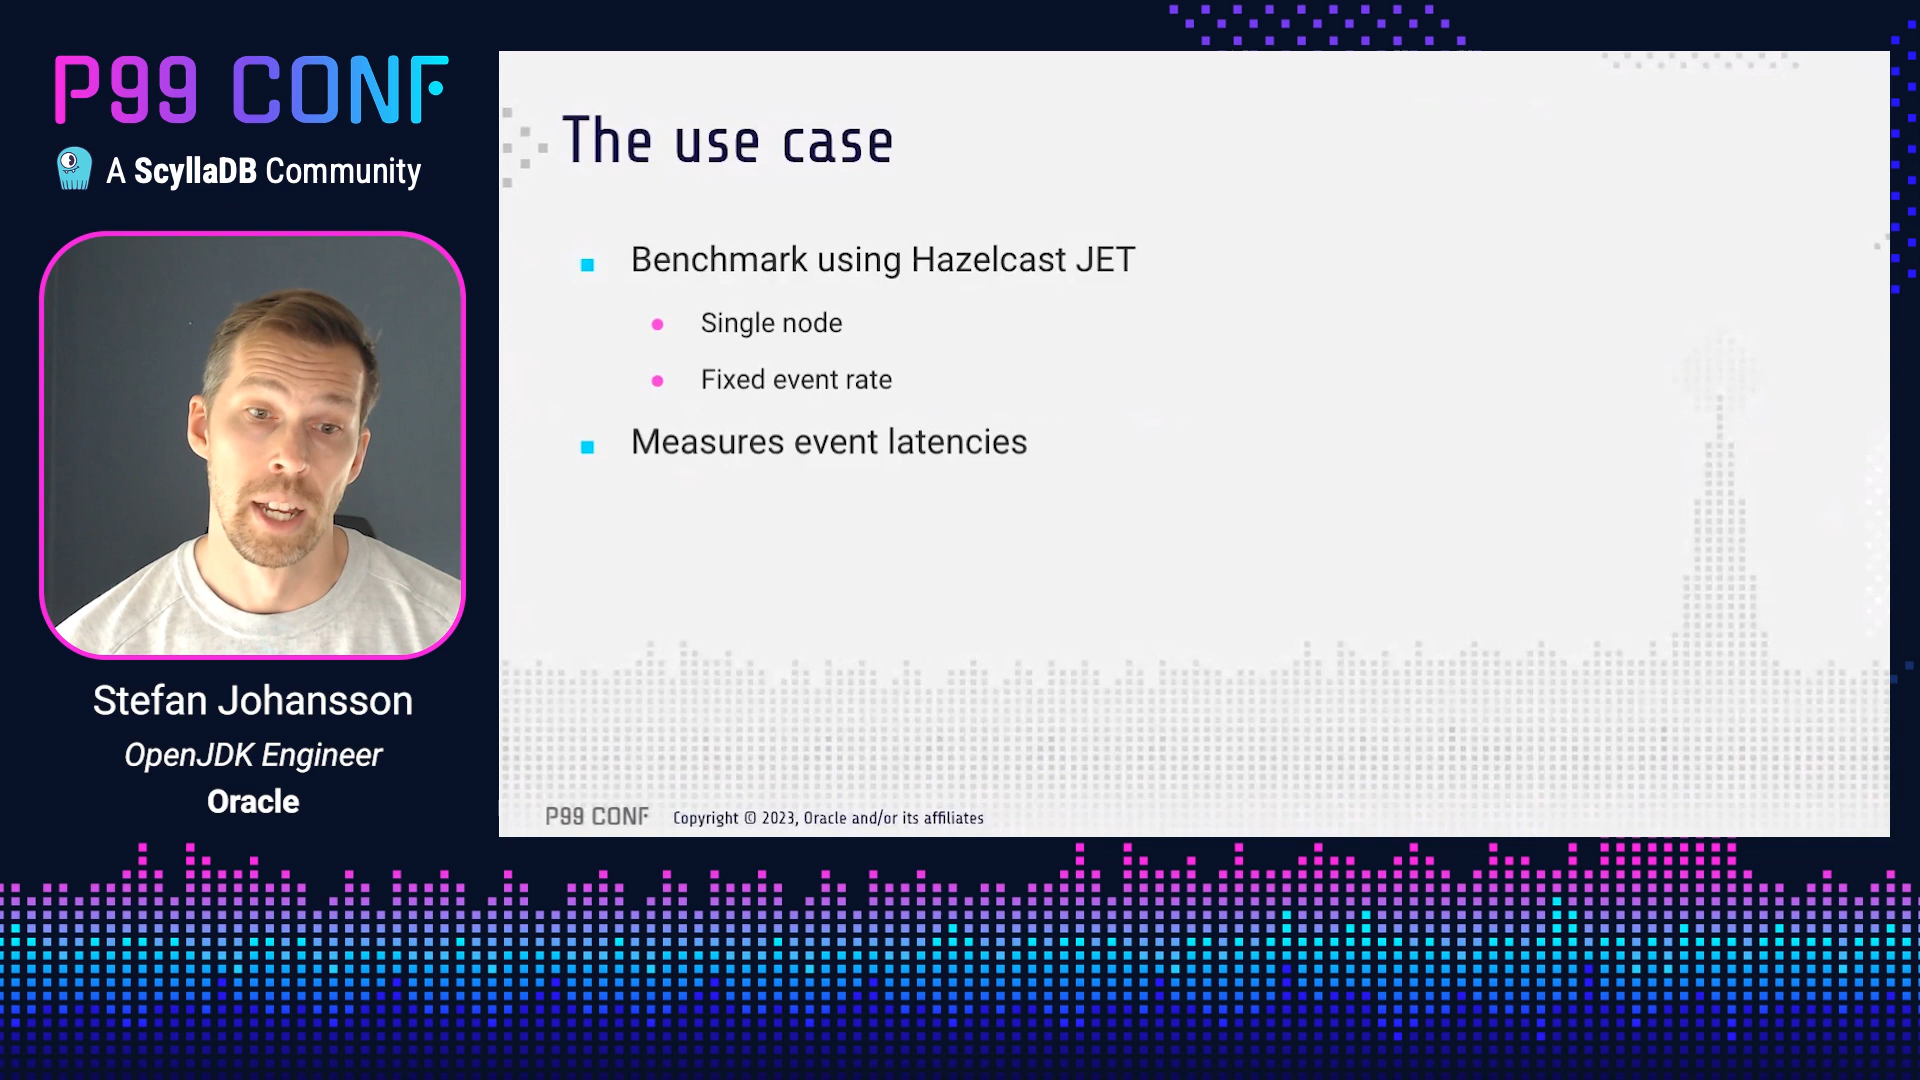 P99 CONF
A ScyllaDB Community
Stefan Johansson
OpenJDK Engineer
Oracle
The use case
Benchmark using Hazelcast JET
Single node
Fixed event rate
Measures event latencies
P99 CONF Copyright © 2023, Oracle and/or its affiliates